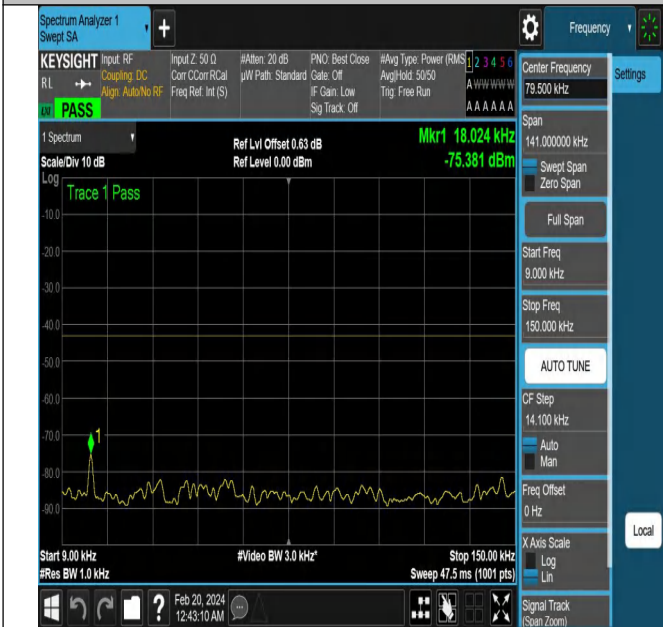 Spectrum Analyzer 1
Swept SA
+
Frequency
KEYSIGHT
Input: RF
Coupling: DC
Align: Auto/No RF
Input Z: 50 Ω
Corr CCorr RCal
Freq Ref: Int (S)
#Atten: 20 dB
µW Path: Standard
PNO: Best Close
Gate: Off
IF Gain: Low
Sig Track: Off
#Avg Type: Power (RMS
Avg|Hold: 50/50
Trig: Free Run
1 2 3 4 5 6
A W W W W W
A A A A A A
R L
PASS
1 Spectrum
Scale/Div 10 dB
Ref Lvl Offset 0.63 dB
Ref Level 0.00 dBm
Mkr1 18.024 kHz
-75.381 dBm
Log
Trace 1 Pass
-10.0
-20.0
-30.0
-40.0
-50.0
-60.0
-70.0
-80.0
-90.0
1
Start 9.00 kHz
#Res BW 1.0 kHz
#Video BW 3.0 kHz*
Stop 150.00 kHz
Sweep 47.5 ms (1001 pts)
?
Feb 20, 2024
12:43:10 AM
Center Frequency
79.500 kHz
Settings
Span
141.000000 kHz
Swept Span
Zero Span
Full Span
Start Freq
9.000 kHz
Stop Freq
150.000 kHz
AUTO TUNE
CF Step
14.100 kHz
Auto
Man
Freq Offset
0 Hz
X Axis Scale
Log
Lin
Local
Signal Track
(Span Zoom)